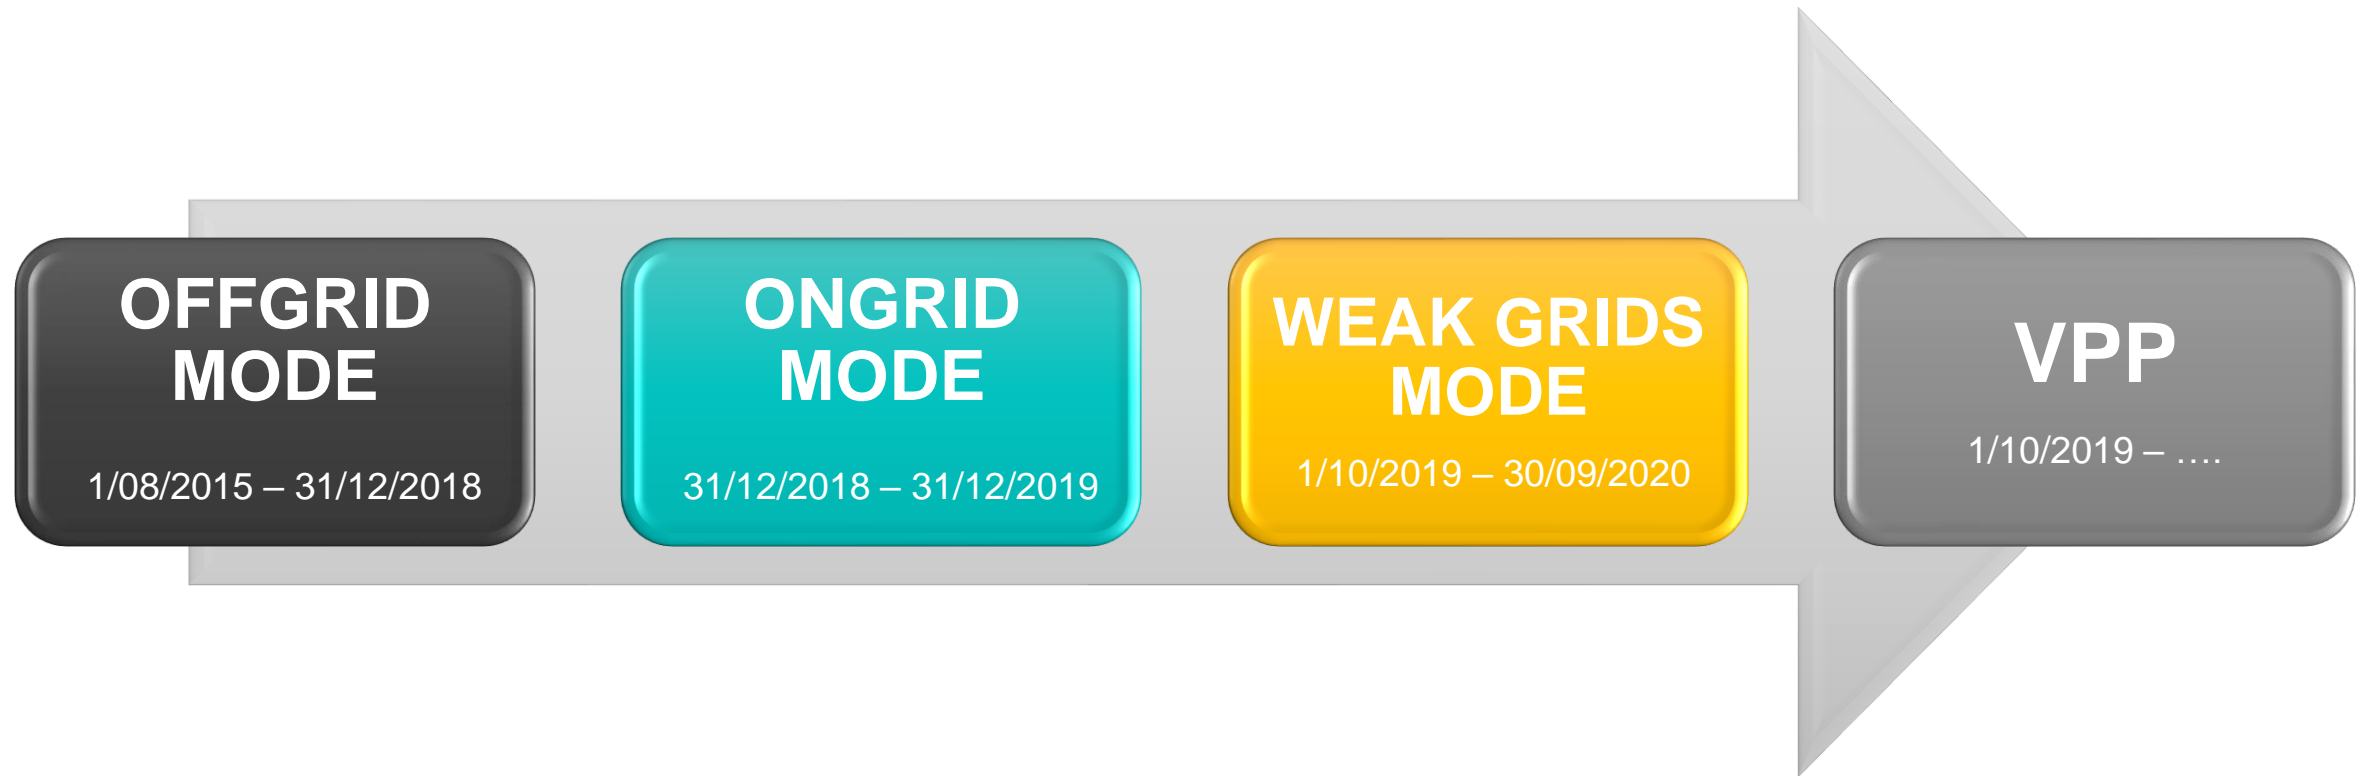 OFFGRID
MODE
1/08/2015 – 31/12/2018
ONGRID
MODE
31/12/2018 – 31/12/2019
WEAK GRIDS
MODE
1/10/2019 – 30/09/2020
VPP
1/10/2019 – ….